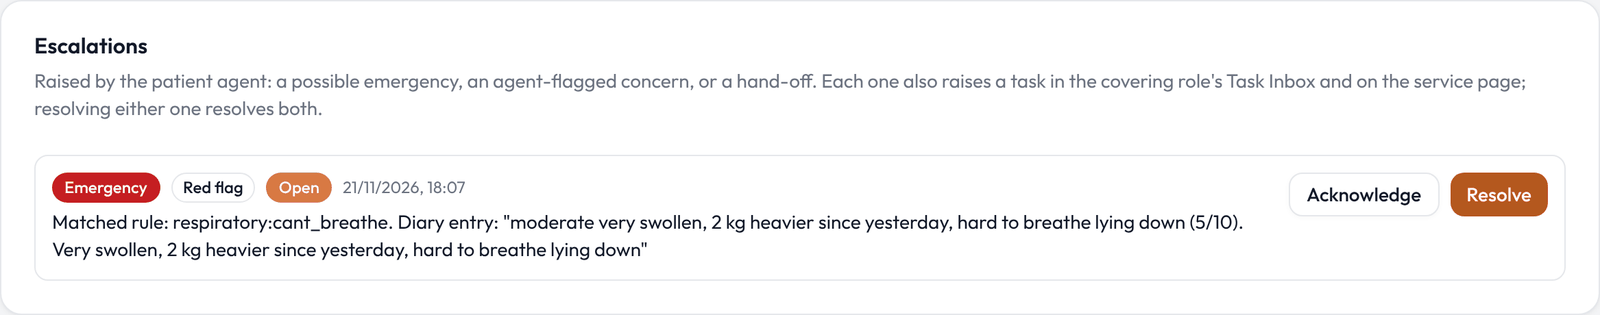 Escalations
Raised by the patient agent: a possible emergency, an agent-flagged concern, or a hand-off. Each one also raises a task in the covering role's Task Inbox and on the service page;
resolving either one resolves both.
Emergency Red flag Open 21/11/2026, 18:07 Acknowledge Resolve
Matched rule: respiratory:cant_breathe. Diary entry: "moderate very swollen, 2 kg heavier since yesterday, hard to breathe lying down (5/10).
Very swollen, 2 kg heavier since yesterday, hard to breathe lying down"